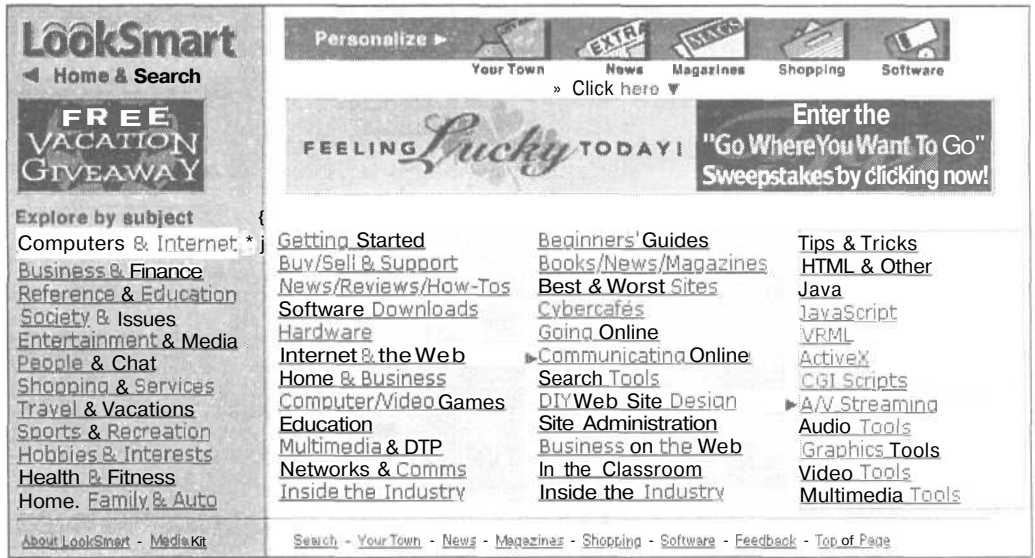 LookSmart
◄ Home & Search
FREE
VACATION
GIVEAWAY
Explore by subject {
Computers & Internet * j
Business & Finance
Reference & Education
Society & Issues
Entertainment & Media
People & Chat
Shopping & Services
Travel & Vacations
Sports & Recreation
Hobbies & Interests
Health & Fitness
Home. Family & Auto
About LookSmart - Media Kit
Personalize ►
EXTRA
Your Town News Magazines Shopping Software
» Click here ▼
FEELING Lucky TODAY!
Enter the
"Go Where You Want To Go"
Sweepstakes by clicking now!
Getting Started
Buy/Sell & Support
News/Reviews/How-Tos
Software Downloads
Hardware
Internet & the Web
Home & Business
Computer/Video Games
Education
Multimedia & DTP
Networks & Comms
Inside the Industry
Beginners' Guides
Books/News/Magazines
Best & Worst Sites
Cybercafés
Going Online
►Communicating Online
Search Tools
DIY Web Site Design
Site Administration
Business on the Web
In the Classroom
Inside the Industry
Tips & Tricks
HTML & Other
Java
JavaScript
VRML
ActiveX
CGI Scripts
►A/V Streaming
Audio Tools
Graphics Tools
Video Tools
Multimedia Tools
Search - Your Town - News - Magazines - Shopping - Software - Feedback - Top of Page